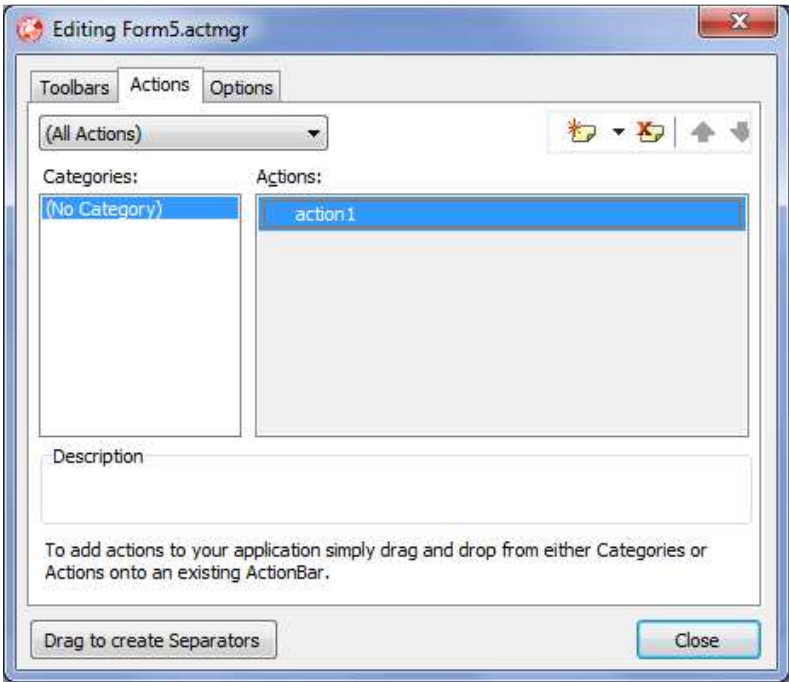 Editing Form5.actmgr
Toolbars Actions Options
(All Actions)
Categories: Actions:
(No Category) action1
Description
To add actions to your application simply drag and drop from either Categories or
Actions onto an existing ActionBar.
Drag to create Separators Close